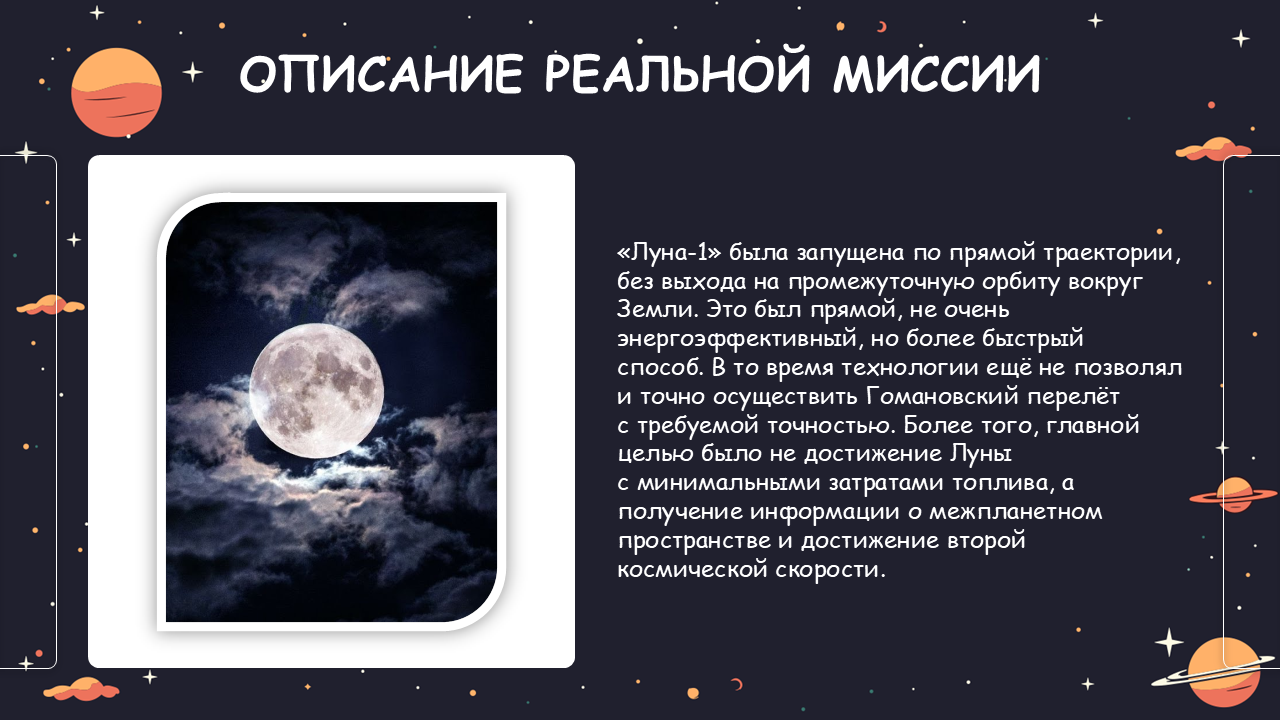 ОПИСАНИЕ РЕАЛЬНОЙ МИССИИ
«Луна-1» была запущена по прямой траектории,
без выхода на промежуточную орбиту вокруг
Земли. Это был прямой, не очень
энергоэффективный, но более быстрый
способ. В то время технологии ещё не позволял
и точно осуществить Гомановский перелёт
с требуемой точностью. Более того, главной
целью было не достижение Луны
с минимальными затратами топлива, а
получение информации о межпланетном
пространстве и достижение второй
космической скорости.